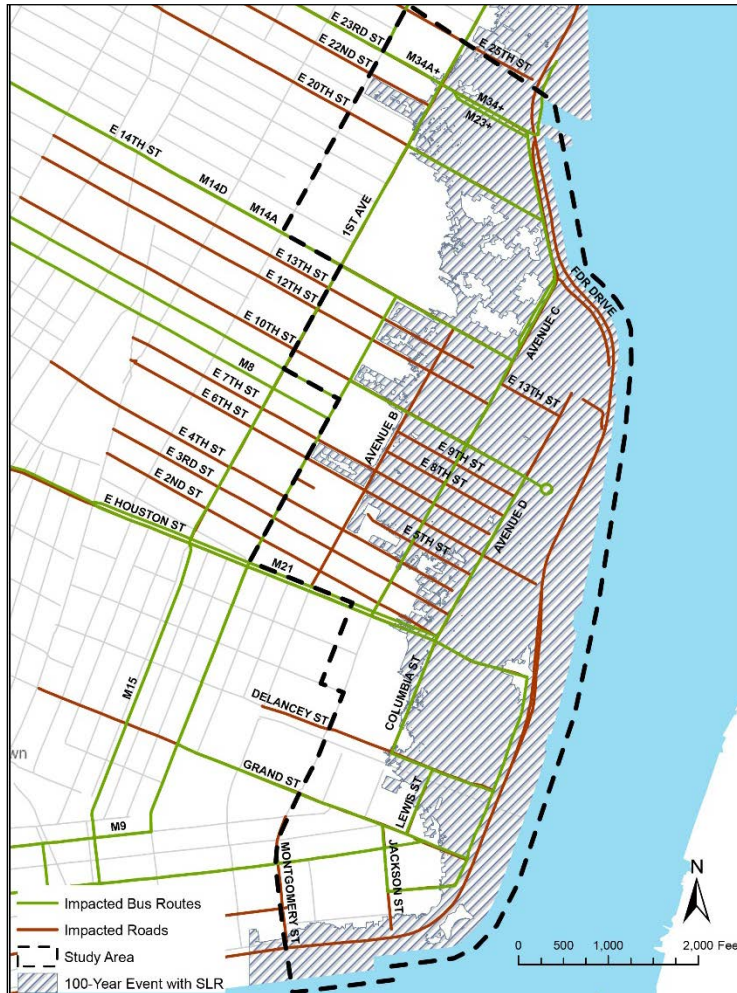 E 23RD ST
E 22ND ST
E 20TH ST
M34A+
E 25TH ST
M34+
M23+
E 14TH ST
M14D
M14A
1ST AVE
E 13TH ST
E 12TH ST
E 10TH ST
FDR DRIVE
AVENUE C
M8
E 7TH ST
E 6TH ST
E 13TH ST
AVENUE B
E 4TH ST
E 3RD ST
E 2ND ST
E 9TH ST
E 8TH ST
AVENUE D
E HOUSTON ST
E 5TH ST
M21
M15
COLUMBIA ST
DELANCEY ST
wn
GRAND ST
LEWIS ST
M9
MONTGOMERY ST
JACKSON ST
N
Impacted Bus Routes
Impacted Roads
Study Area
100-Year Event with SLR
0 500 1,000 2,000 Fee